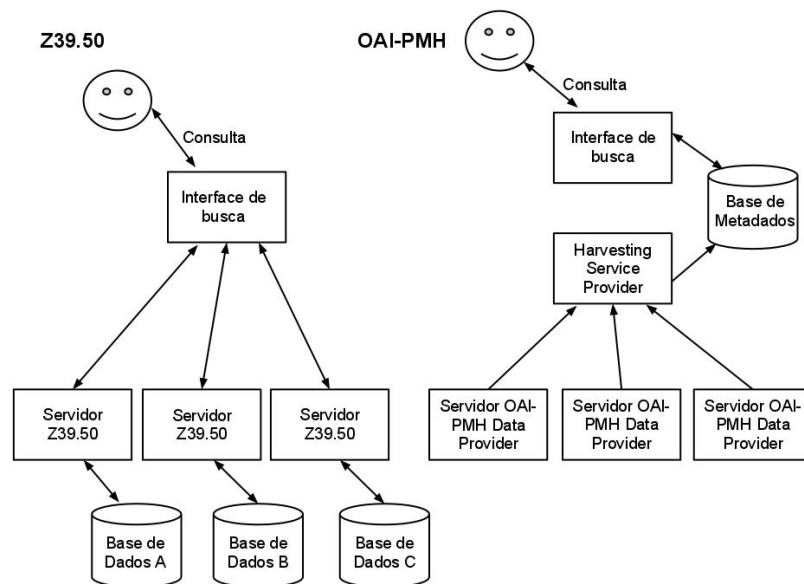 Z39.50
OAI-PMH
Consulta
Interface de
busca
Servidor
Z39.50
Servidor
Z39.50
Servidor
Z39.50
Base de
Dados A
Base de
Dados B
Base de
Dados C
Consulta
Interface de
busca
Base de
Metadados
Harvesting
Service
Provider
Servidor OAI-
PMH Data
Provider
Servidor OAI-
PMH Data
Provider
Servidor OAI-
PMH Data
Provider